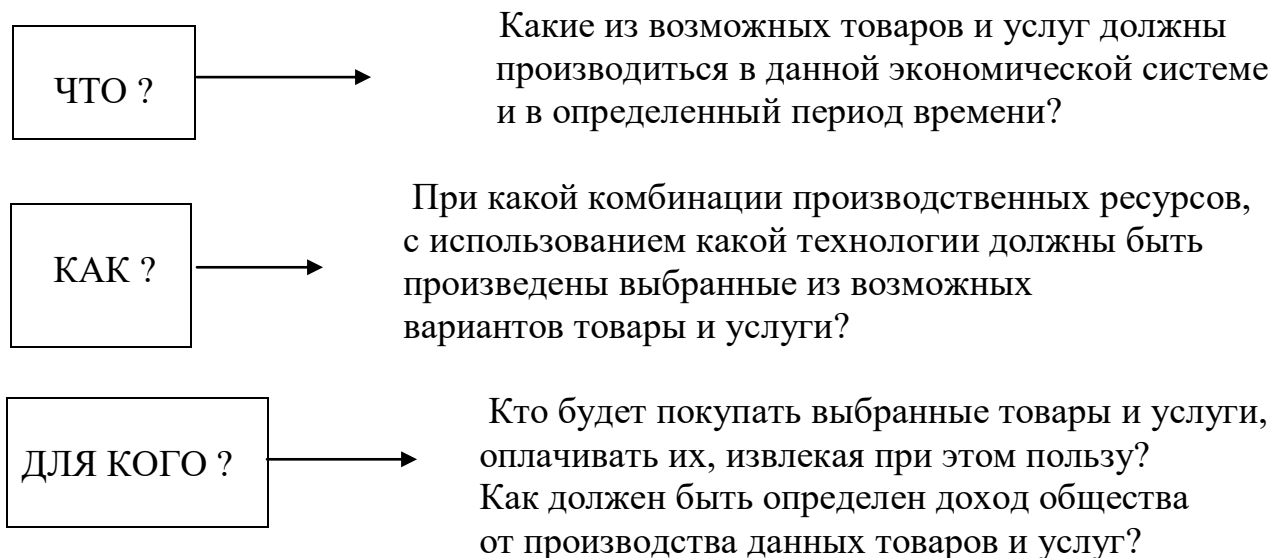 ЧТО ?
Какие из возможных товаров и услуг должны
производиться в данной экономической системе
и в определенный период времени?
КАК ?
При какой комбинации производственных ресурсов,
с использованием какой технологии должны быть
произведены выбранные из возможных
вариантов товары и услуги?
ДЛЯ КОГО ?
Кто будет покупать выбранные товары и услуги,
оплачивать их, извлекая при этом пользу?
Как должен быть определен доход общества
от производства данных товаров и услуг?